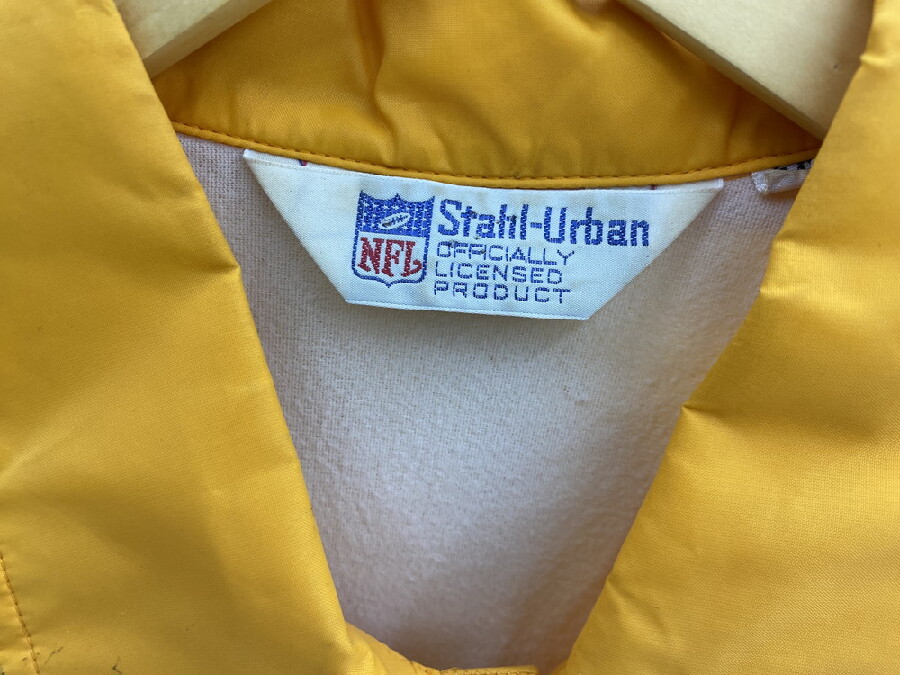 NFL
Stahl-Urban
OFFICIALLY
LICENSED
PRODUCT